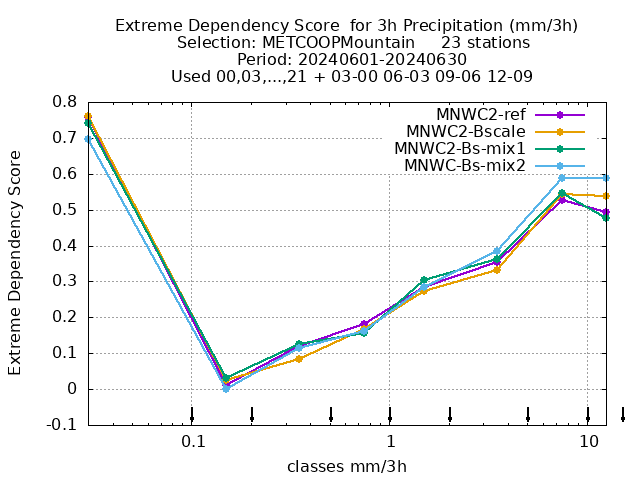 Extreme Dependency Score  for 3h Precipitation (mm/3h)
Selection: METCOOPMountain     23 stations
Period: 20240601-20240630
Used 00,03,...,21 + 03-00 06-03 09-06 12-09
MNWC2-ref
MNWC2-Bscale
MNWC2-Bs-mix1
MNWC-Bs-mix2
Extreme Dependency Score
0.8
0.7
0.6
0.5
0.4
0.3
0.2
0.1
0
-0.1
0.1 1 10
classes mm/3h